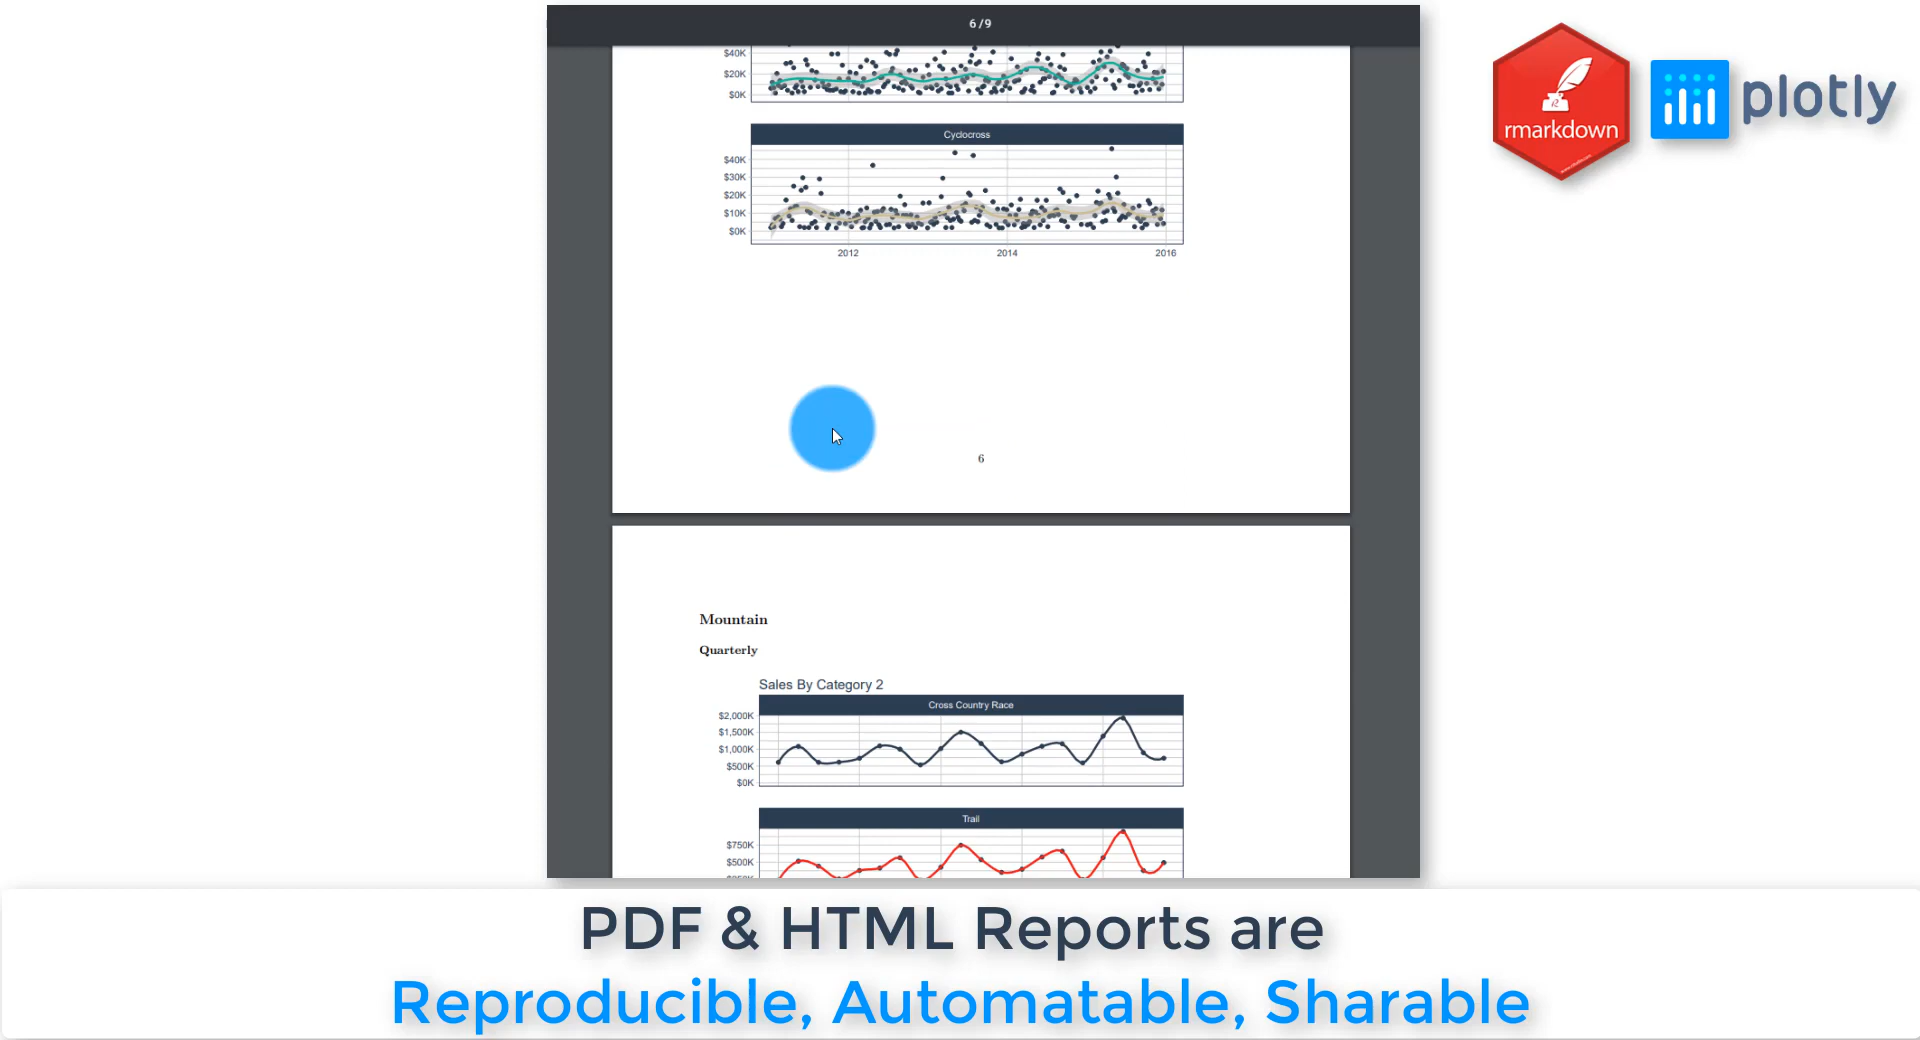 6/9
$40K
$20K
$0K
Cyclocross
$40K
$30K
$20K
$10K
$0K
2012 2014 2016
6
Mountain
Quarterly
Sales By Category 2
Cross Country Race
$2,000K
$1,500K
$1,000K
$500K
$0K
Trail
$750K
$500K
rmarkdown
plotly
PDF & HTML Reports are
Reproducible, Automatable, Sharable